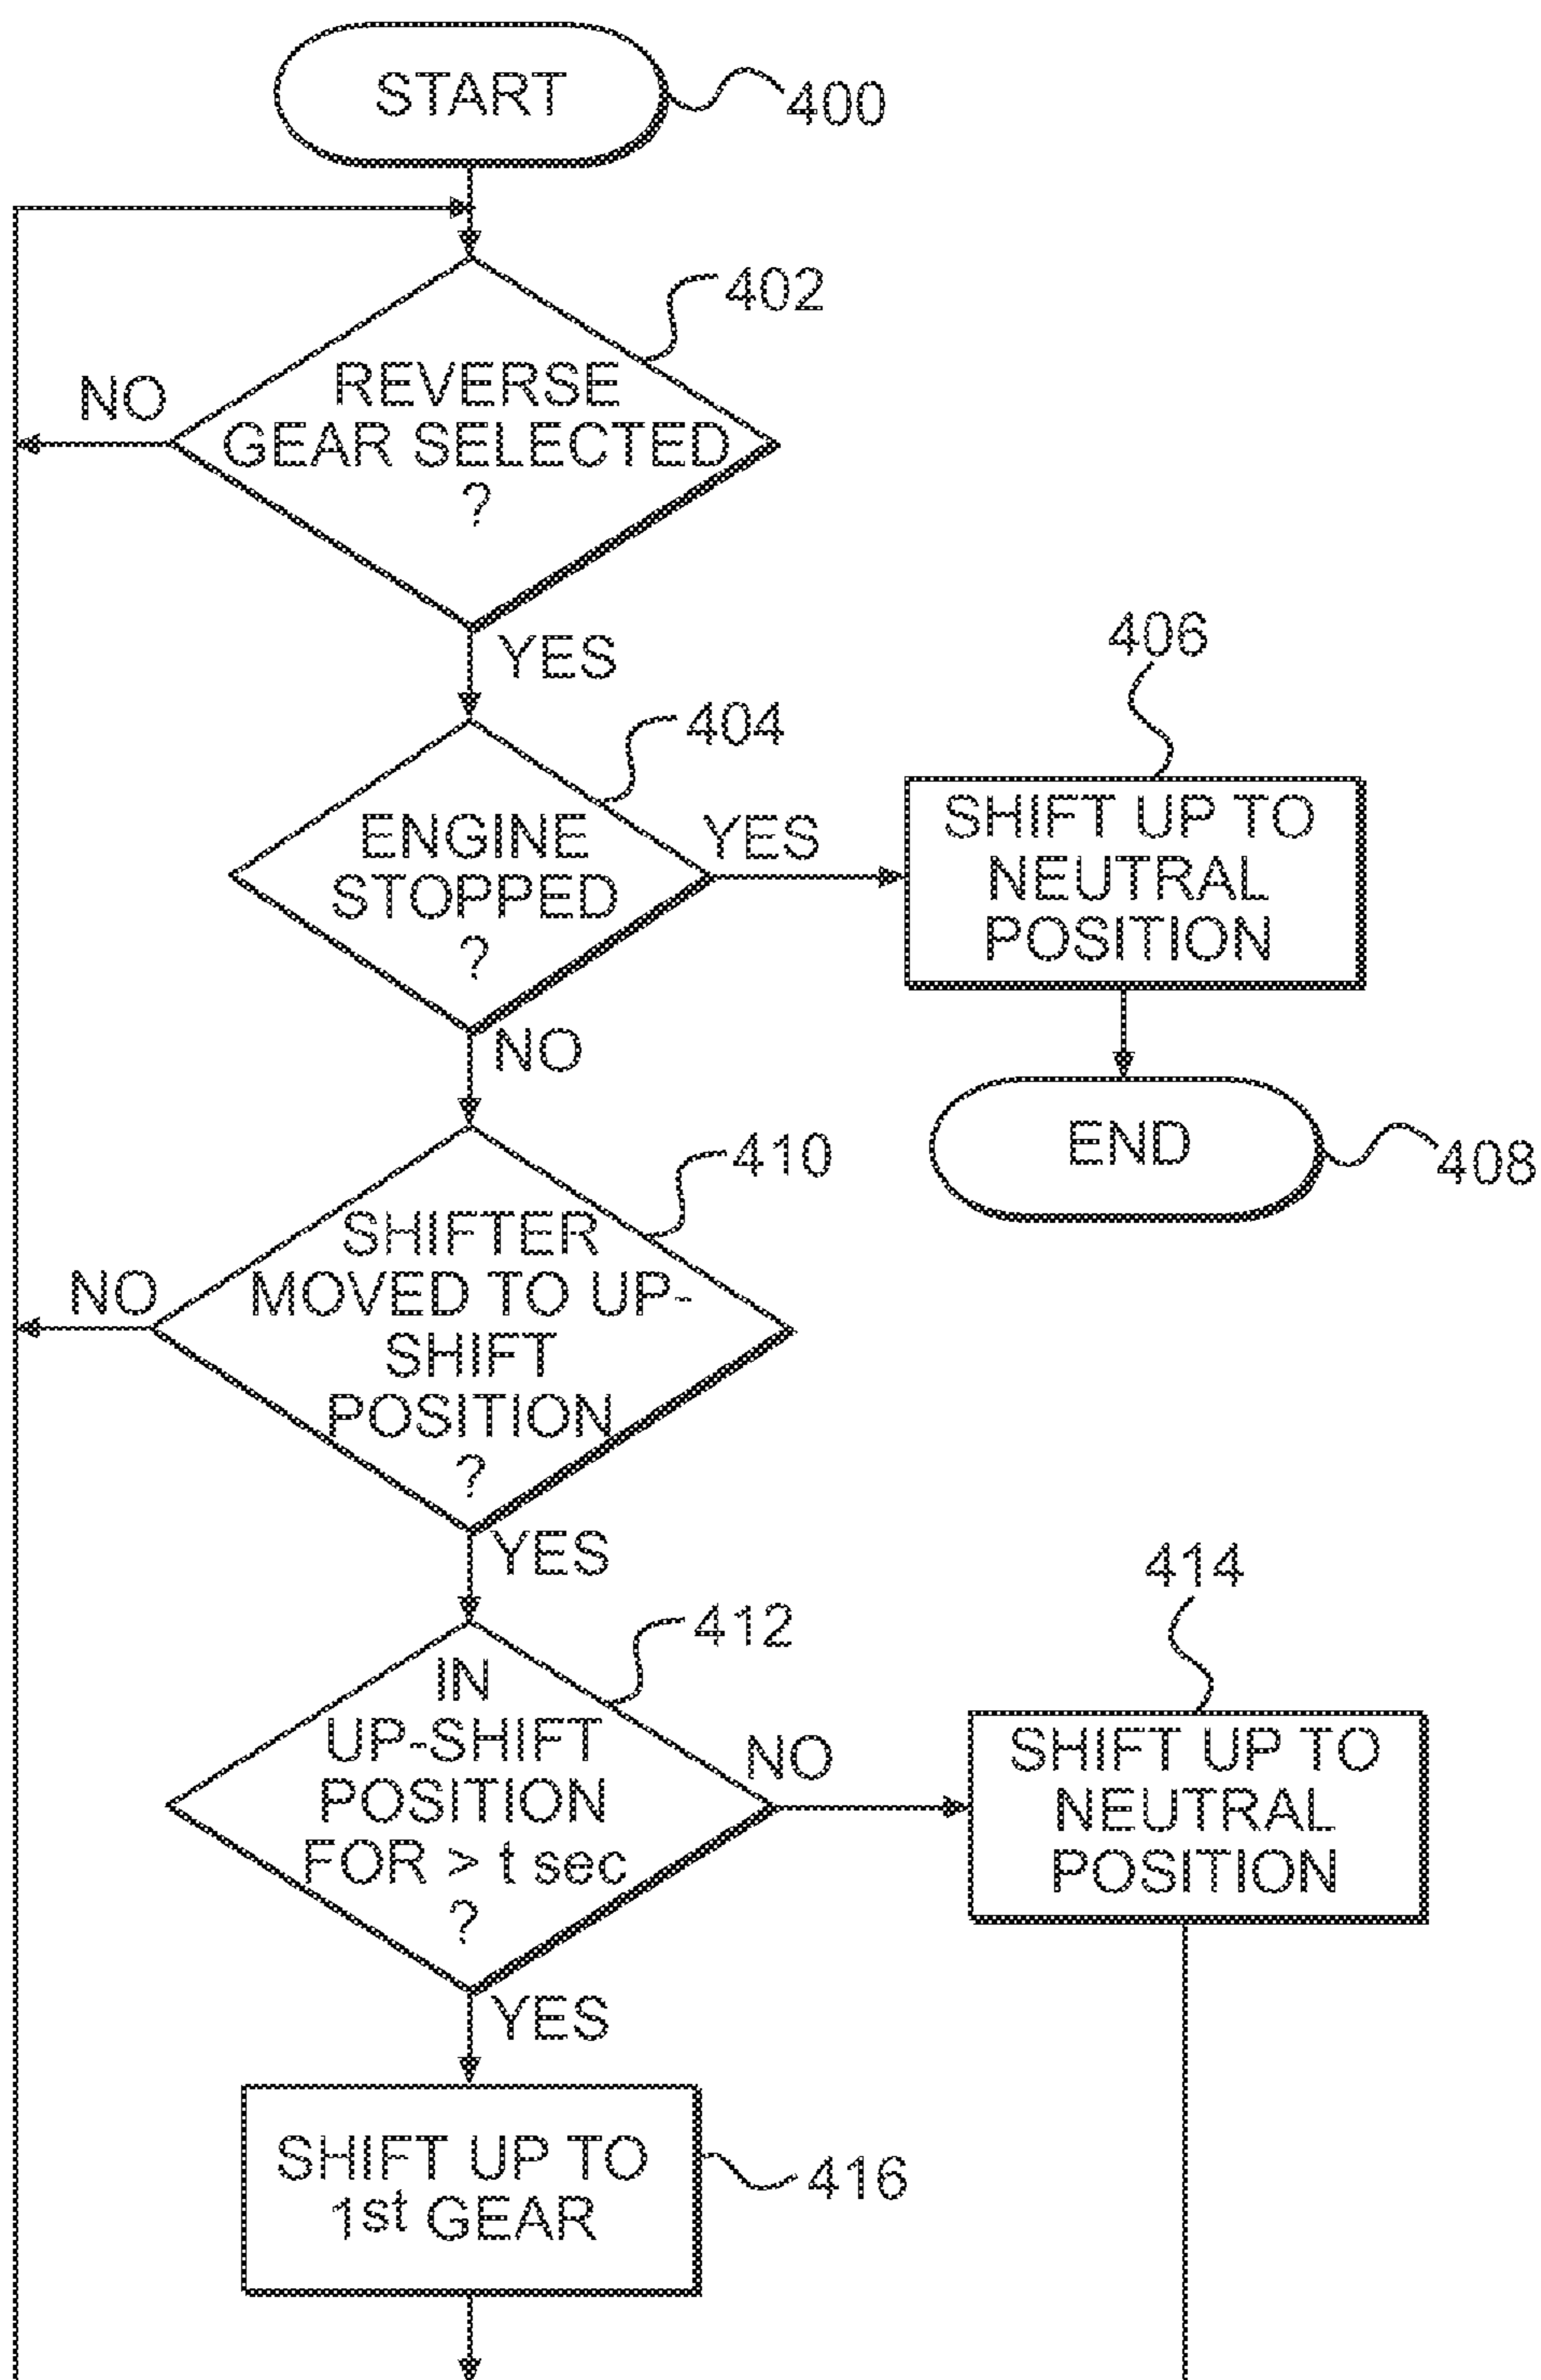 START
400
402
NO
REVERSE
GEAR SELECTED
?
YES
404
406
ENGINE
STOPPED
?
YES
SHIFT UP TO
NEUTRAL
POSITION
NO
END
408
410
NO
SHIFTER
MOVED TO UP-
SHIFT
POSITION
?
YES
412
414
IN
UP-SHIFT
POSITION
FOR > t sec
?
NO
SHIFT UP TO
NEUTRAL
POSITION
YES
SHIFT UP TO
1st GEAR
416